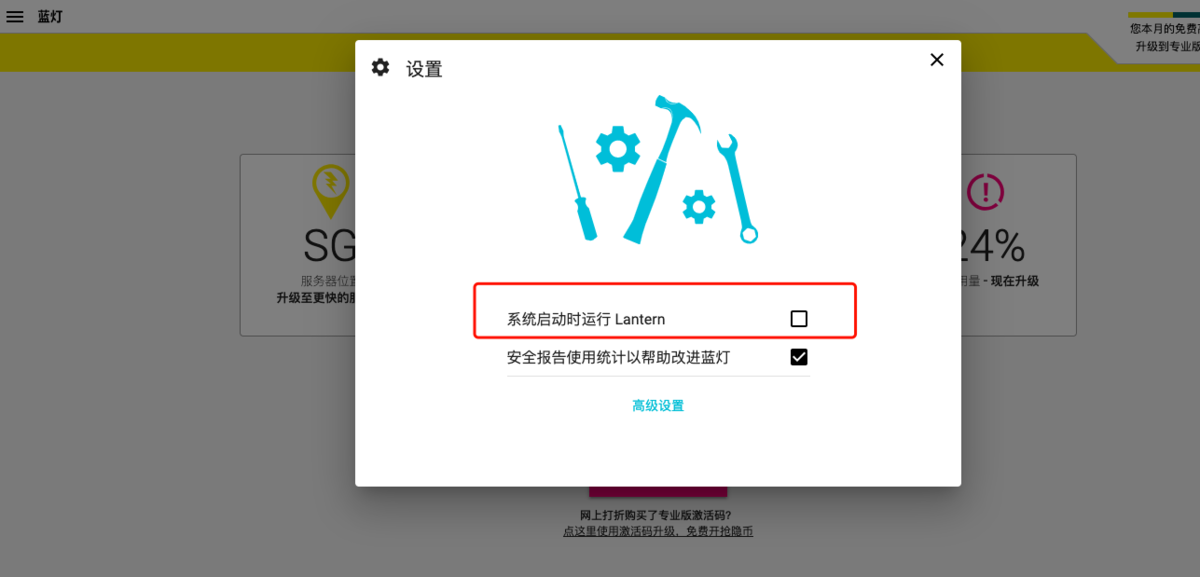 蓝灯
您本月的免费高
升级到专业版
设置
SG
服务器位置
升级至更快的服
24%
用量 - 现在升级
系统启动时运行 Lantern
安全报告使用统计以帮助改进蓝灯
高级设置
网上打折购买了专业版激活码?
点这里使用激活码升级，免费开抢隐币